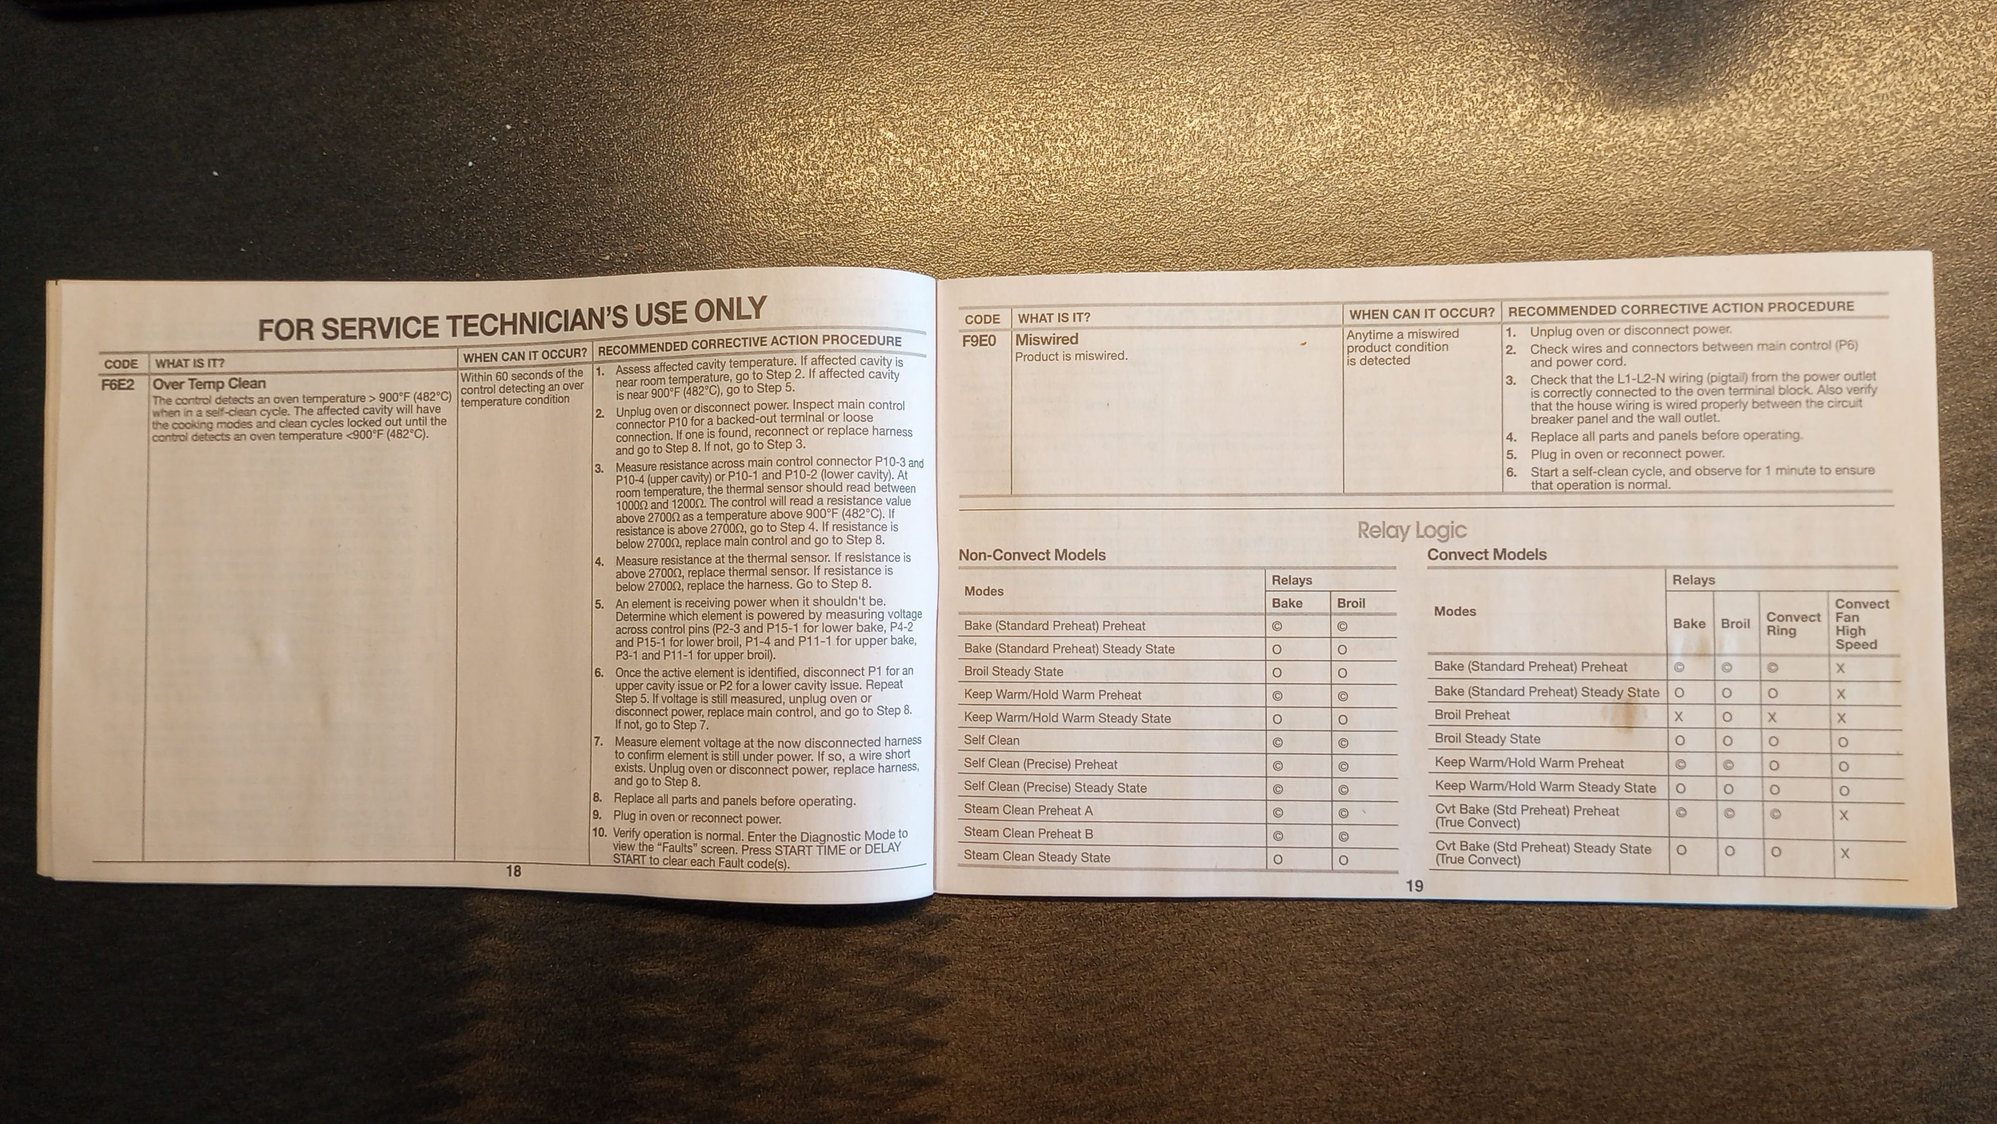 FOR SERVICE TECHNICIAN'S USE ONLY
CODE WHAT IS IT? WHEN CAN IT OCCUR? RECOMMENDED CORRECTIVE ACTION PROCEDURE
F6E2
Over Temp Clean
The control detects an oven temperature > 900°F (482°C)
when in a self-clean cycle. The affected cavity will have
the cooking modes and clean cycles locked out until the
control detects an oven temperature <900°F (482°C).
Within 60 seconds of the
control detecting an over
temperature condition
1. Assess affected cavity temperature. If affected cavity is
near room temperature, go to Step 2. If affected cavity
is near 900°F (482°C), go to Step 5.
2. Unplug oven or disconnect power. Inspect main control
connector P10 for a backed-out terminal or loose
connection. If one is found, reconnect or replace harness
and go to Step 8. If not, go to Step 3.
3. Measure resistance across main control connector P10-3 and
P10-4 (upper cavity) or P10-1 and P10-2 (lower cavity). At
room temperature, the thermal sensor should read between
1000Ω and 1200Ω. The control will read a resistance value
above 2700Ω as a temperature above 900°F (482°C). If
resistance is above 2700Ω, go to Step 4. If resistance is
below 2700Ω, replace main control and go to Step 8.
4. Measure resistance at the thermal sensor. If resistance is
above 2700Ω, replace thermal sensor. If resistance is
below 2700Ω, replace the harness. Go to Step 8.
5. An element is receiving power when it shouldn't be.
Determine which element is powered by measuring voltage
across control pins (P2-3 and P15-1 for lower bake, P4-2
and P15-1 for lower broil, P1-4 and P11-1 for upper bake,
P3-1 and P11-1 for upper broil).
6. Once the active element is identified, disconnect P1 for an
upper cavity issue or P2 for a lower cavity issue. Repeat
Step 5. If voltage is still measured, unplug oven or
disconnect power, replace main control, and go to Step 8.
If not, go to Step 7.
7. Measure element voltage at the now disconnected harness
to confirm element is still under power. If so, a wire short
exists. Unplug oven or disconnect power, replace harness,
and go to Step 8.
8. Replace all parts and panels before operating.
9. Plug in oven or reconnect power.
10. Verify operation is normal. Enter the Diagnostic Mode to
view the "Faults" screen. Press START TIME or DELAY
START to clear each Fault code(s).
18
CODE WHAT IS IT? WHEN CAN IT OCCUR? RECOMMENDED CORRECTIVE ACTION PROCEDURE
F9E0
Miswired
Product is miswired.
Anytime a miswired
product condition
is detected
1. Unplug oven or disconnect power.
2. Check wires and connectors between main control (P6)
and power cord.
3. Check that the L1-L2-N wiring (pigtail) from the power outlet
is correctly connected to the oven terminal block. Also verify
that the house wiring is wired properly between the circuit
breaker panel and the wall outlet.
4. Replace all parts and panels before operating.
5. Plug in oven or reconnect power.
6. Start a self-clean cycle, and observe for 1 minute to ensure
that operation is normal.
Relay Logic
Non-Convect Models
Modes Relays
Bake Broil
Bake (Standard Preheat) Preheat © ©
Bake (Standard Preheat) Steady State O O
Broil Steady State O O
Keep Warm/Hold Warm Preheat © ©
Keep Warm/Hold Warm Steady State O O
Self Clean © ©
Self Clean (Precise) Preheat © ©
Self Clean (Precise) Steady State © ©
Steam Clean Preheat A © ©
Steam Clean Preheat B © ©
Steam Clean Steady State O O
Convect Models
Modes Relays
Bake Broil Convect
Ring
Convect
Fan
High
Speed
Bake (Standard Preheat) Preheat © © © X
Bake (Standard Preheat) Steady State O O O X
Broil Preheat X O X X
Broil Steady State O O O O
Keep Warm/Hold Warm Preheat © © O O
Keep Warm/Hold Warm Steady State O O O O
Cvt Bake (Std Preheat) Preheat
(True Convect) © © © X
Cvt Bake (Std Preheat) Steady State
(True Convect) O O O X
19